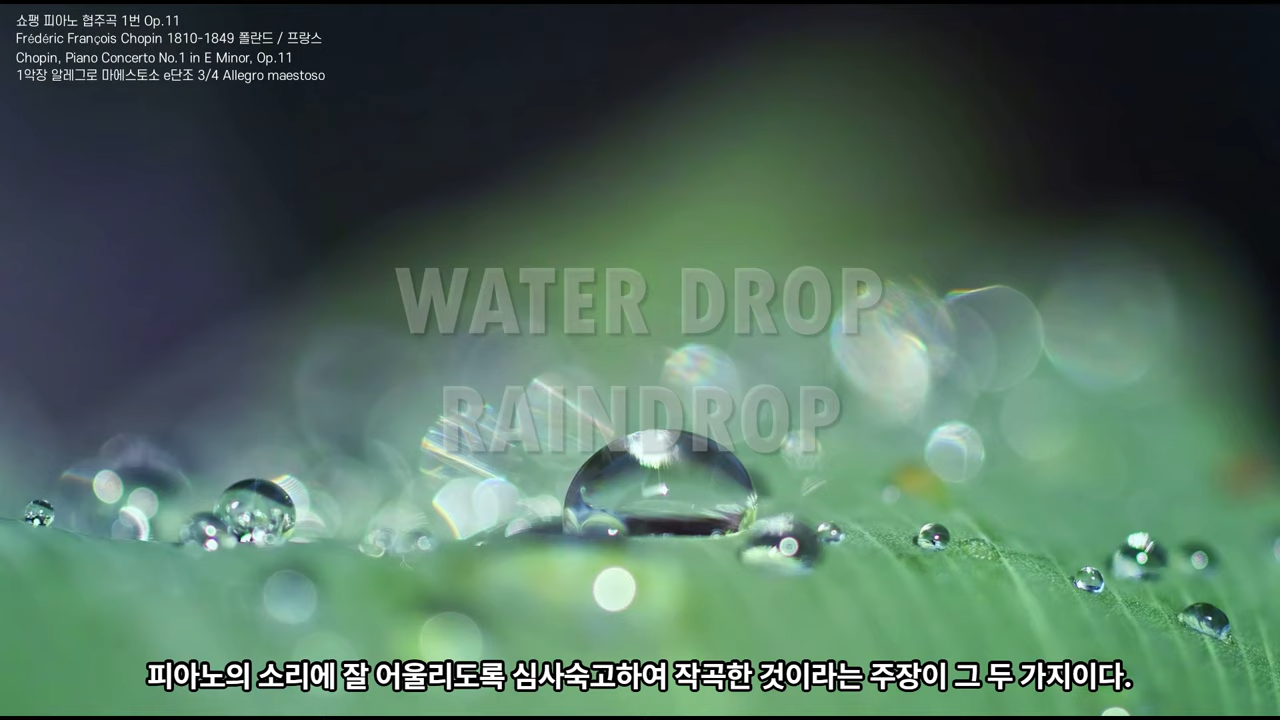 쇼팽 피아노 협주곡 1번 Op.11
Frédéric François Chopin 1810-1849 폴란드 / 프랑스
Chopin, Piano Concerto No.1 in E Minor, Op.11
1악장 알레그로 마에스토소 e단조 3/4 Allegro maestoso
WATER DROP
RAINDROP
피아노의 소리에 잘 어울리도록 심사숙고하여 작곡한 것이라는 주장이 그 두 가지이다.